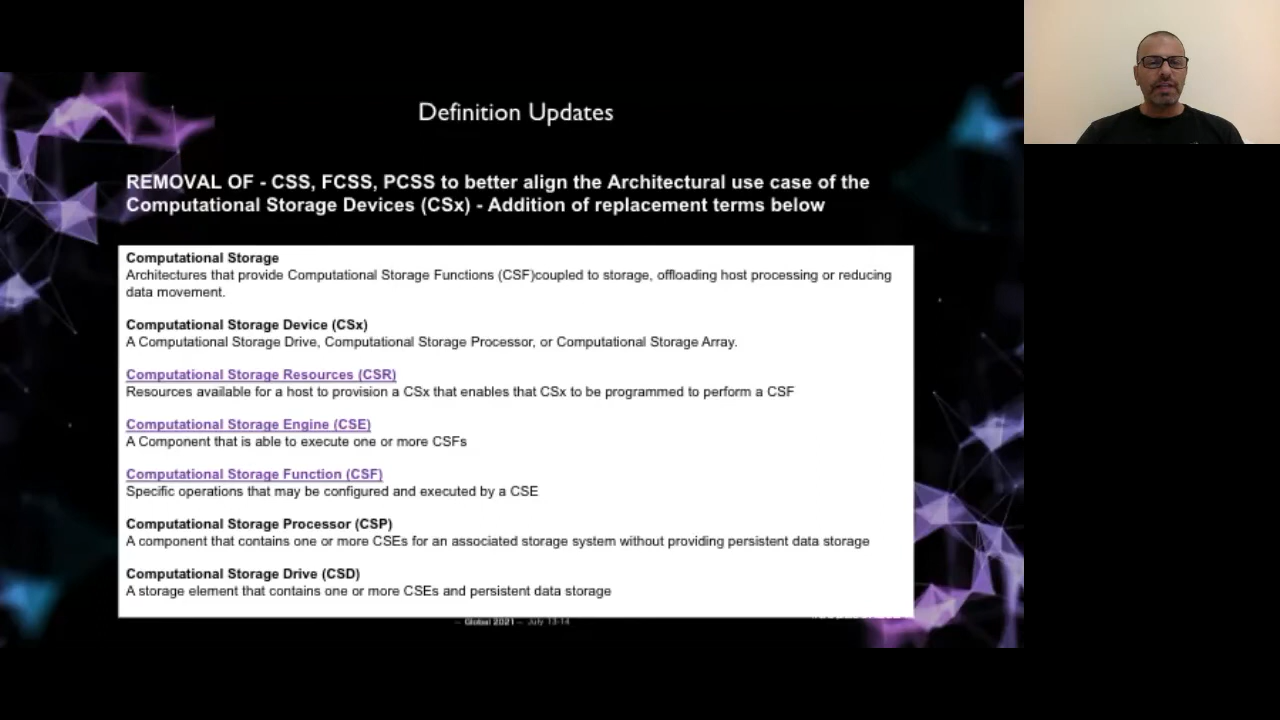 Definition Updates
REMOVAL OF - CSS, FCSS, PCSS to better align the Architectural use case of the
Computational Storage Devices (CSx) - Addition of replacement terms below
Computational Storage
Architectures that provide Computational Storage Functions (CSF)coupled to storage, offloading host processing or reducing
data movement.
Computational Storage Device (CSx)
A Computational Storage Drive, Computational Storage Processor, or Computational Storage Array.
Computational Storage Resources (CSR)
Resources available for a host to provision a CSx that enables that CSx to be programmed to perform a CSF
Computational Storage Engine (CSE)
A Component that is able to execute one or more CSFs
Computational Storage Function (CSF)
Specific operations that may be configured and executed by a CSE
Computational Storage Processor (CSP)
A component that contains one or more CSEs for an associated storage system without providing persistent data storage
Computational Storage Drive (CSD)
A storage element that contains one or more CSEs and persistent data storage
— Global 2021 — July 13-14